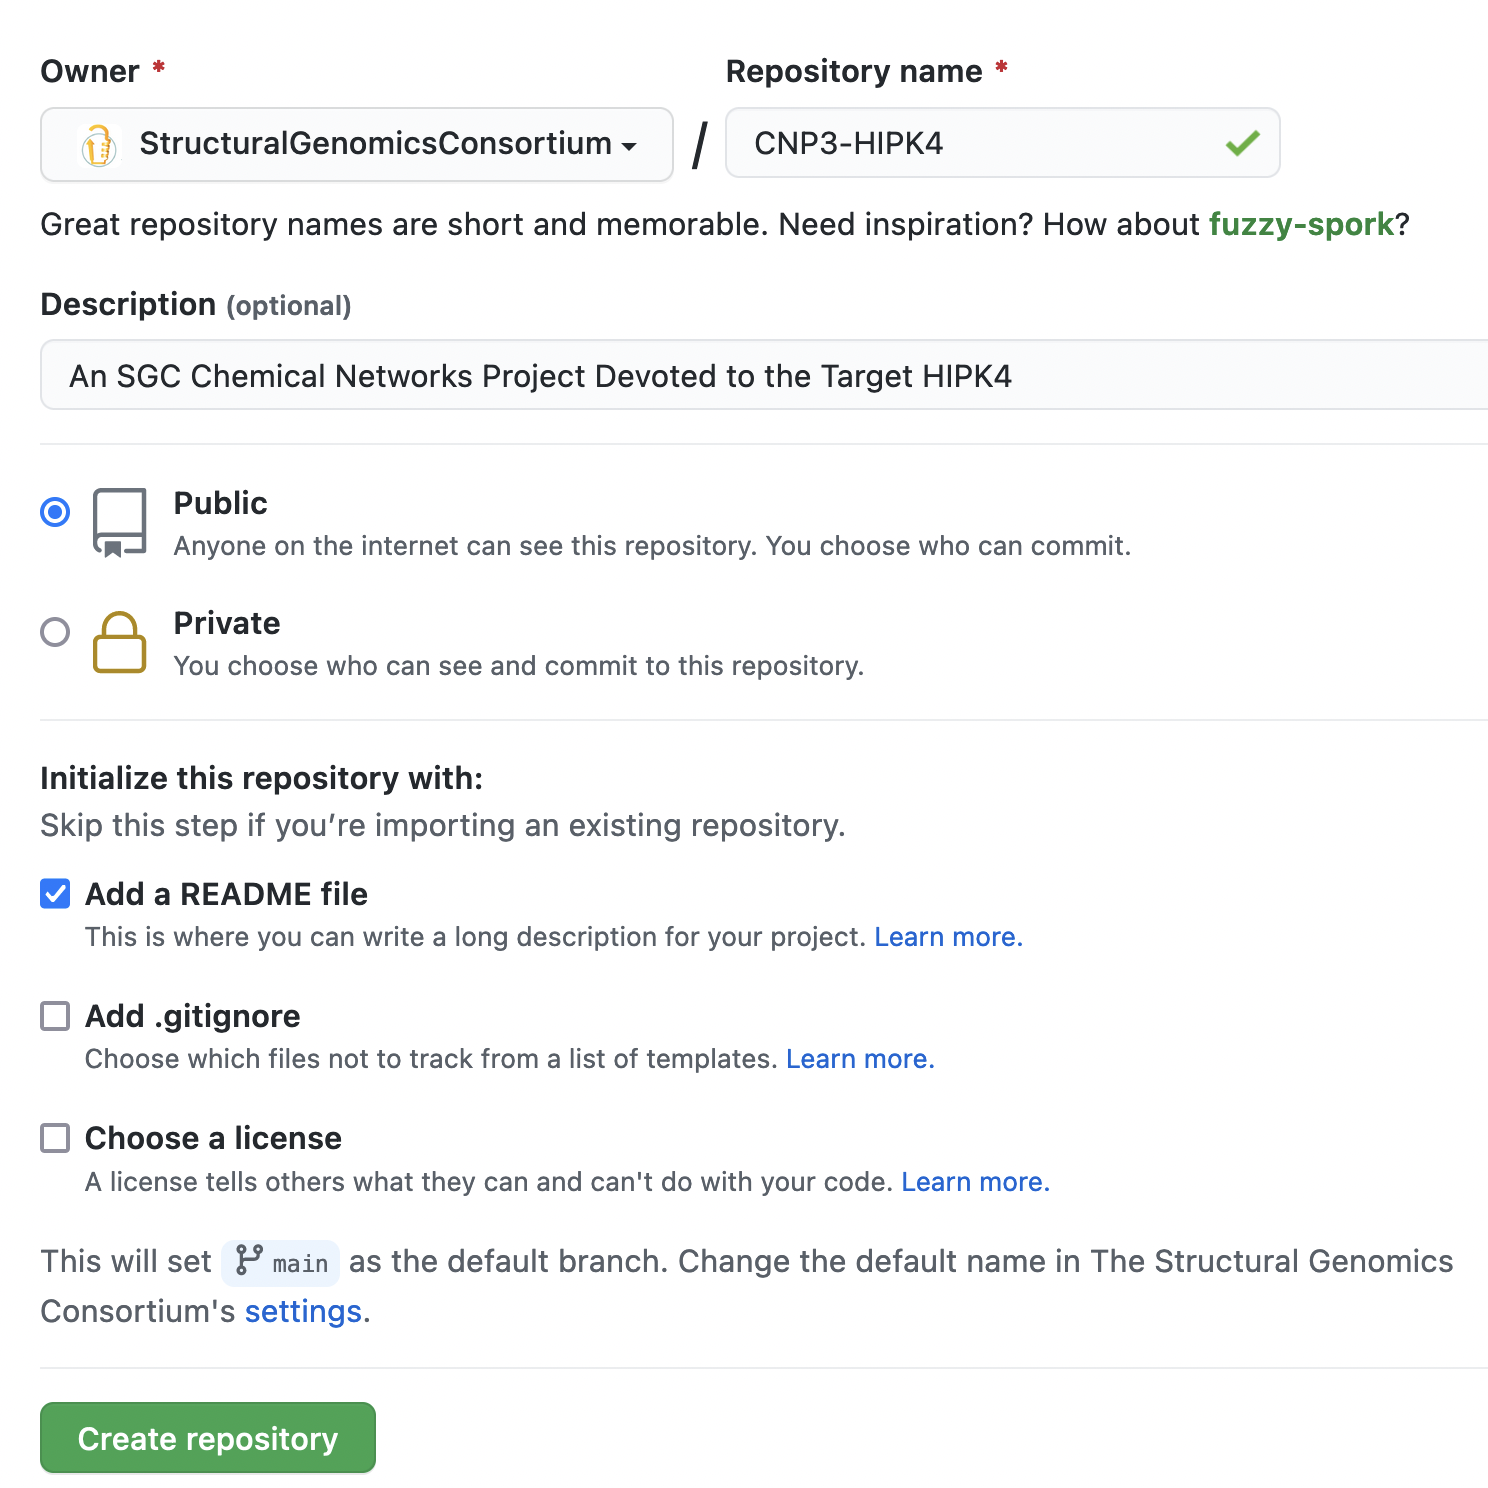 Owner *
Repository name *
StructuralGenomicsConsortium / CNP3-HIPK4
Great repository names are short and memorable. Need inspiration? How about fuzzy-spork?
Description (optional)
An SGC Chemical Networks Project Devoted to the Target HIPK4
Public
Anyone on the internet can see this repository. You choose who can commit.
Private
You choose who can see and commit to this repository.
Initialize this repository with:
Skip this step if you’re importing an existing repository.
Add a README file
This is where you can write a long description for your project. Learn more.
Add .gitignore
Choose which files not to track from a list of templates. Learn more.
Choose a license
A license tells others what they can and can't do with your code. Learn more.
This will set main as the default branch. Change the default name in The Structural Genomics
Consortium's settings.
Create repository